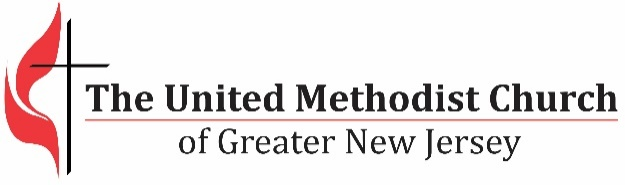 The United Methodist Church
of Greater New Jersey